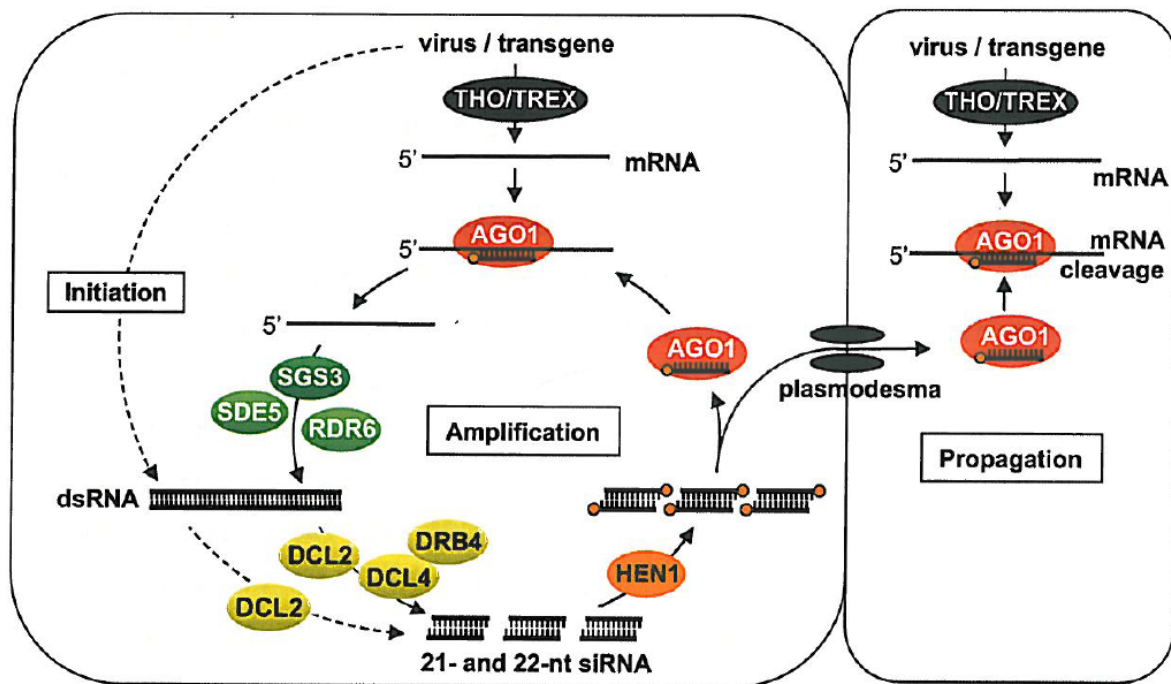 virus / transgene
THO/TREX
5’
mRNA
5’
AGO1
Initiation
5’
SGS3
SDE5
RDR6
dsRNA
DCL2
DRB4
DCL4
DCL2
21- and 22-nt siRNA
HEN1
Amplification
AGO1
plasmodesma
virus / transgene
THO/TREX
5’
mRNA
5’
AGO1
mRNA
cleavage
AGO1
Propagation